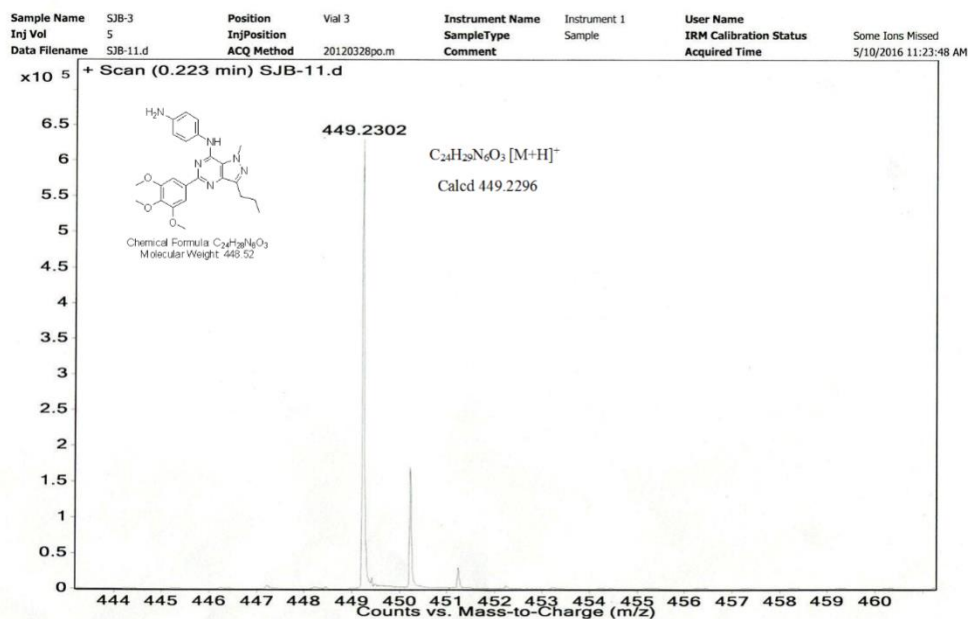 Sample Name SJB-3 Position Vial 3 Instrument Name Instrument 1 User Name
Inj Vol 5 InjPosition SampleType Sample IRM Calibration Status Some Ions Missed
Data Filename SJB-11.d ACQ Method 20120328po.m Comment Acquired Time 5/10/2016 11:23:48 AM
x10 5 + Scan (0.223 min) SJB-11.d
6.5
6
5.5
5
4.5
4
3.5
3
2.5
2
1.5
1
0.5
0
449.2302
C₂₄H₂₉N₆O₃ [M+H]⁺
Calcd 449.2296
H₂N
NH
N
N
N
N
O
O
O
Chemical Formula: C₂₄H₂₈N₆O₃
Molecular Weight: 448.52
444 445 446 447 448 449 450 451 452 453 454 455 456 457 458 459 460
Counts vs. Mass-to-Charge (m/z)